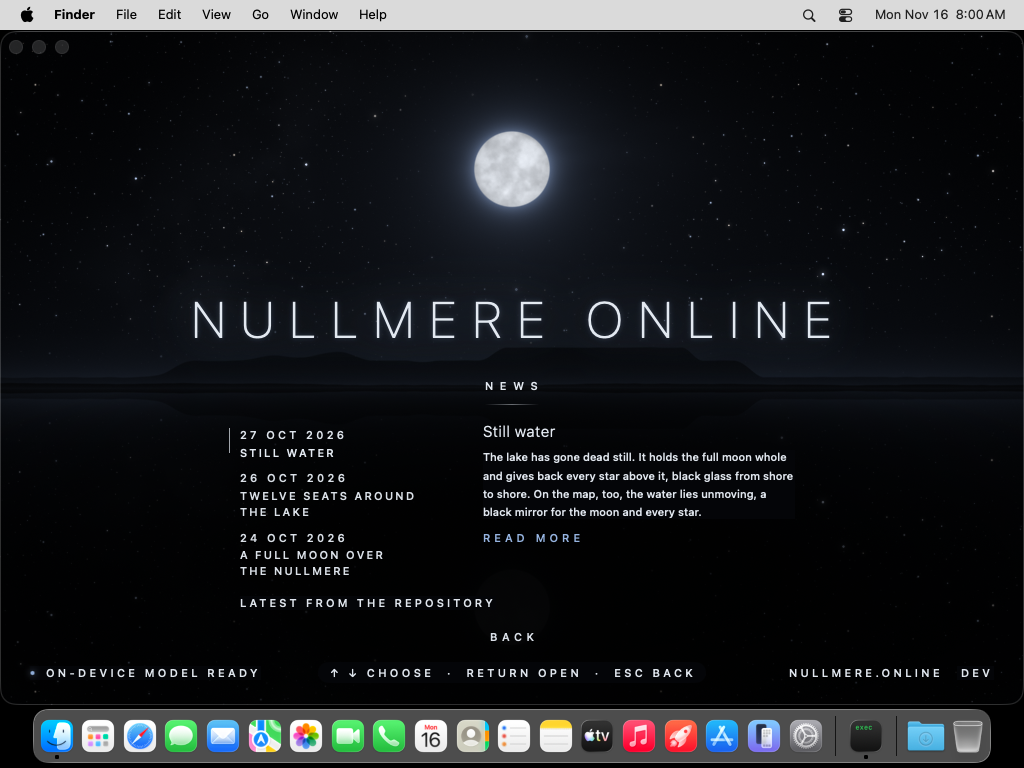 Finder File Edit View Go Window Help Mon Nov 16 8:00 AM
NULLMERE ONLINE
NEWS
27 OCT 2026
STILL WATER
26 OCT 2026
TWELVE SEATS AROUND
THE LAKE
24 OCT 2026
A FULL MOON OVER
THE NULLMERE
LATEST FROM THE REPOSITORY
Still water
The lake has gone dead still. It holds the full moon whole
and gives back every star above it, black glass from shore
to shore. On the map, too, the water lies unmoving, a
black mirror for the moon and every star.
READ MORE
BACK
ON-DEVICE MODEL READY
↑ ↓ CHOOSE · RETURN OPEN · ESC BACK
NULLMERE.ONLINE DEV
Mon
16
tv
exec